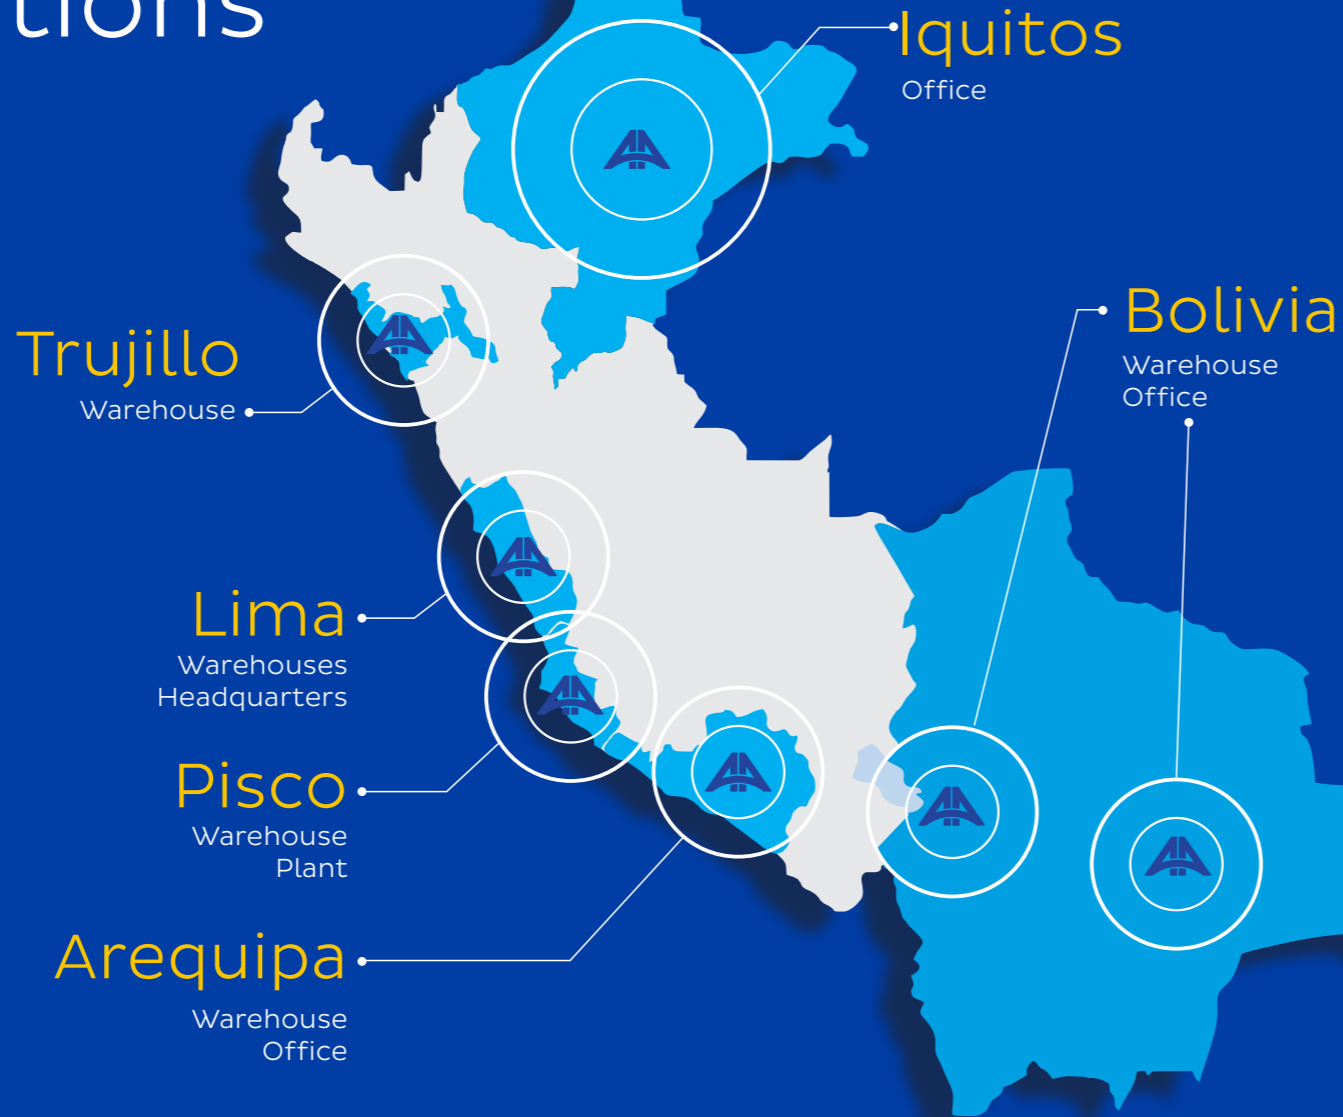 tions
Iquitos
Office
Trujillo
Warehouse
Bolivia
Warehouse
Office
Lima
Warehouses
Headquarters
Pisco
Warehouse
Plant
Arequipa
Warehouse
Office